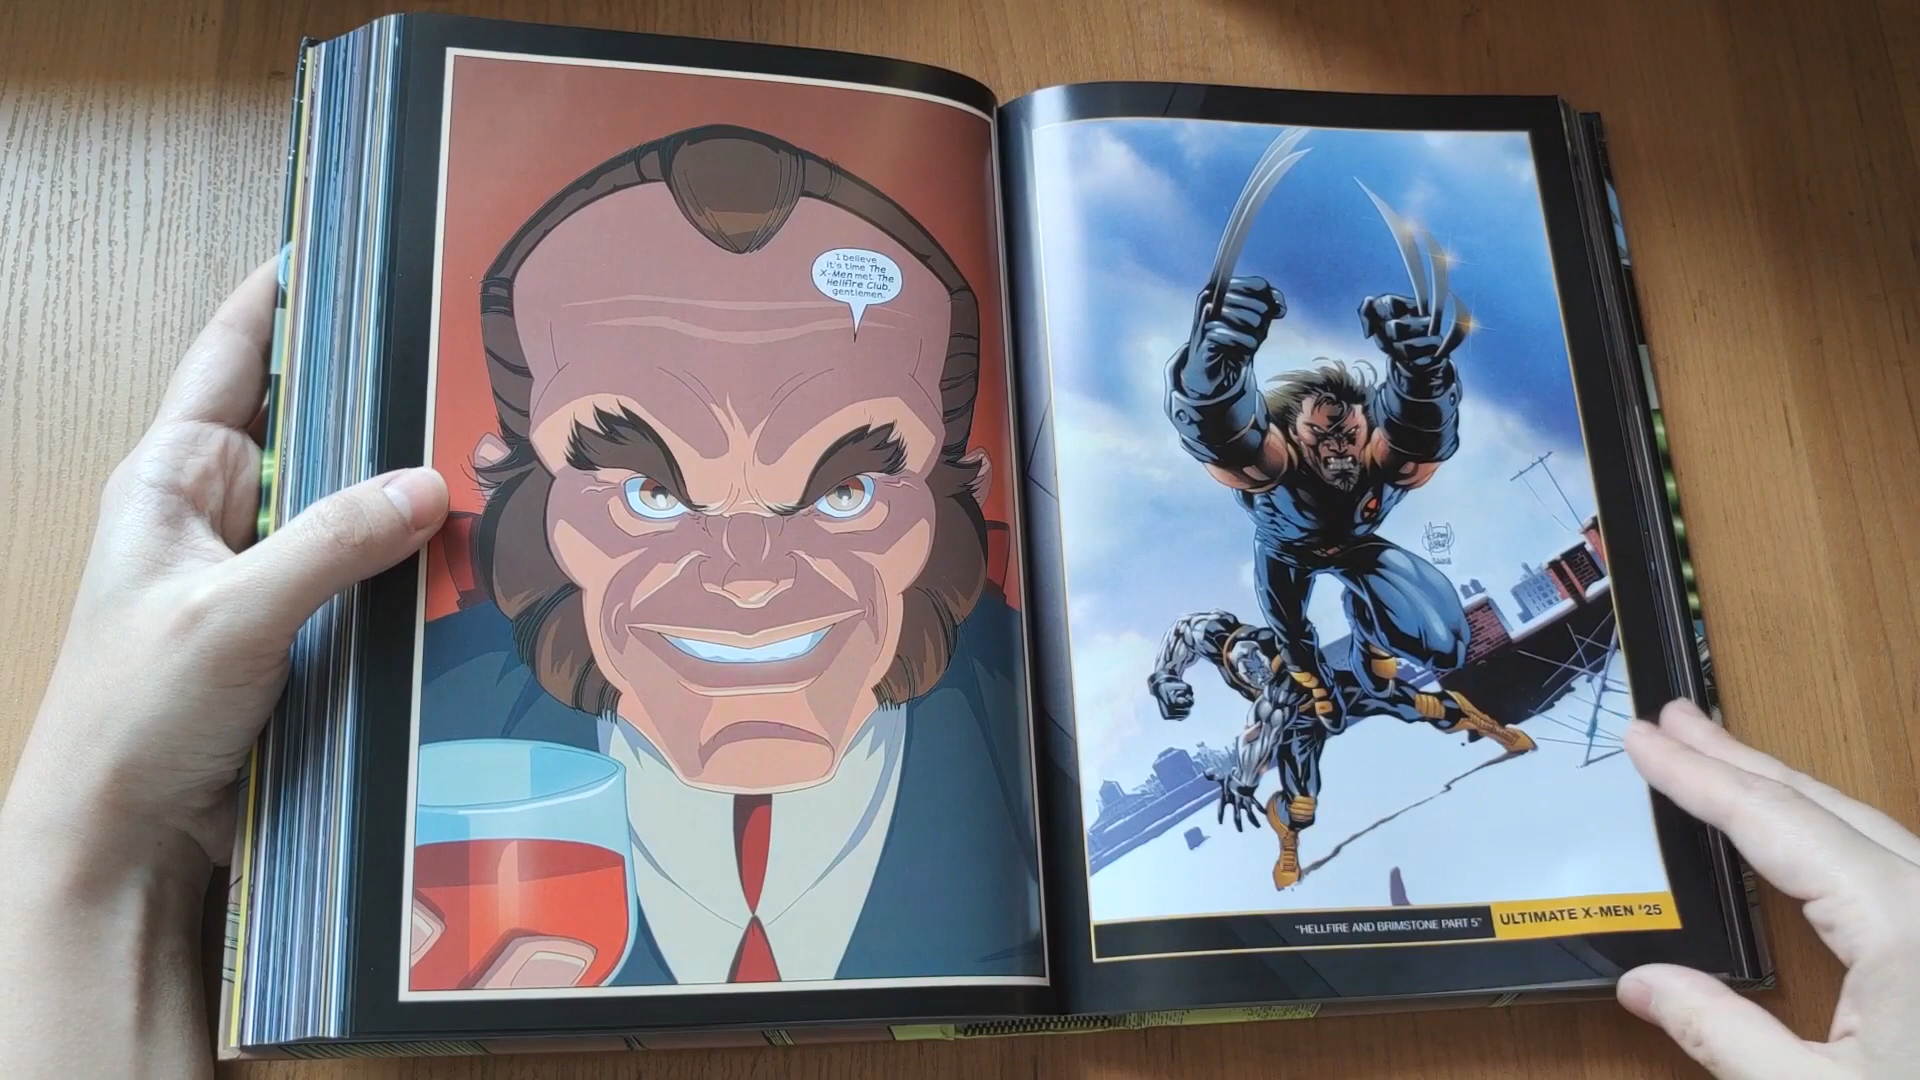 I believe
it's time The
X-Men met The
Hellfire Club,
gentlemen.
"HELLFIRE AND BRIMSTONE PART 5"
ULTIMATE X-MEN #25